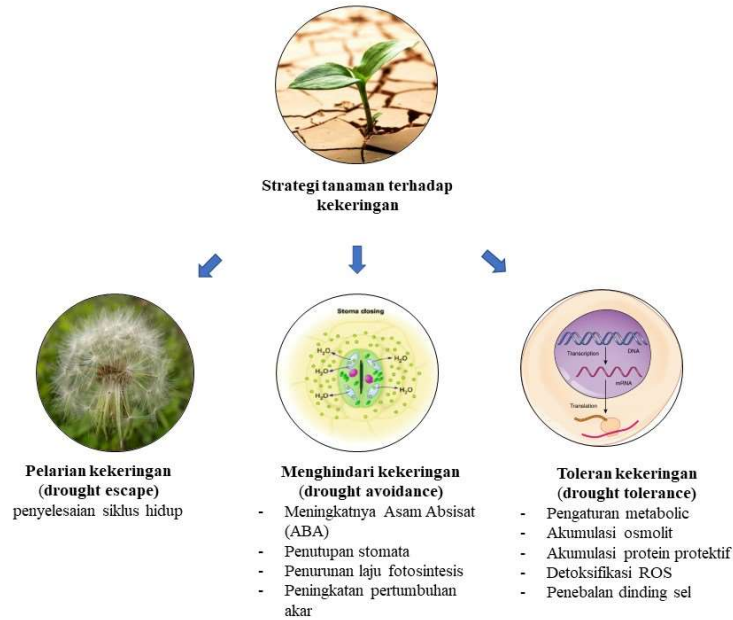 Strategi tanaman terhadap
kekeringan
Stoma closing
H₂O
H₂O
H₂O
H₂O
H₂O
Transcription
DNA
mRNA
Translation
Pelarian kekeringan
(drought escape)
penyelesaian siklus hidup
Menghindari kekeringan
(drought avoidance)
- Meningkatnya Asam Absisat
(ABA)
- Penutupan stomata
- Penurunan laju fotosintesis
- Peningkatan pertumbuhan
akar
Toleran kekeringan
(drought tolerance)
- Pengaturan metabolic
- Akumulasi osmolit
- Akumulasi protein protektif
- Detoksifikasi ROS
- Penebalan dinding sel